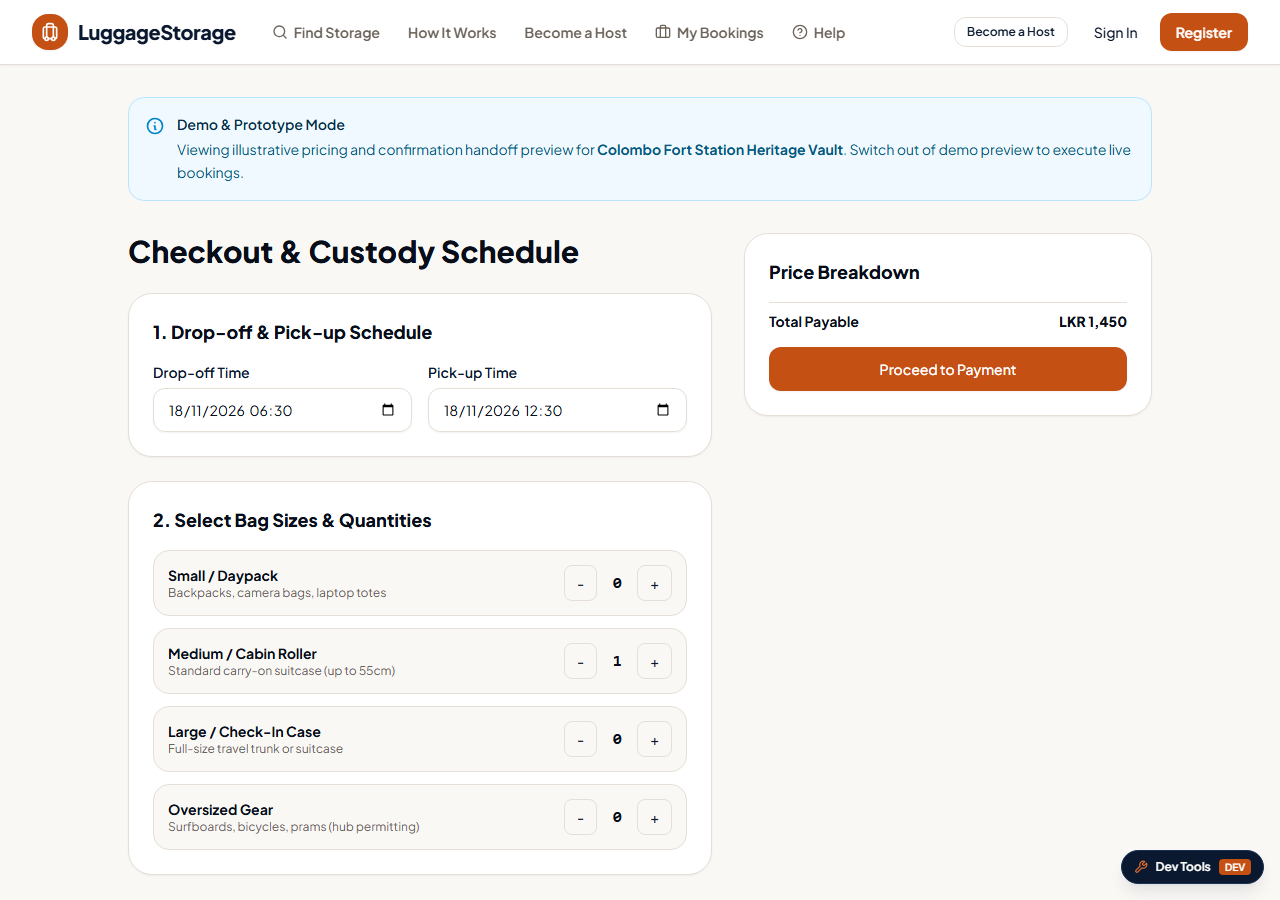 LuggageStorage
Find Storage
How It Works
Become a Host
My Bookings
Help
Become a Host
Sign In
Register
Demo & Prototype Mode
Viewing illustrative pricing and confirmation handoff preview for Colombo Fort Station Heritage Vault. Switch out of demo preview to execute live
bookings.
Checkout & Custody Schedule
1. Drop-off & Pick-up Schedule
Drop-off Time
Pick-up Time
18/11/2026 06:30
18/11/2026 12:30
2. Select Bag Sizes & Quantities
Small / Daypack
Backpacks, camera bags, laptop totes
- 0 +
Medium / Cabin Roller
Standard carry-on suitcase (up to 55cm)
- 1 +
Large / Check-In Case
Full-size travel trunk or suitcase
- 0 +
Oversized Gear
Surfboards, bicycles, prams (hub permitting)
- 0 +
Price Breakdown
Total Payable LKR 1,450
Proceed to Payment
Dev Tools DEV